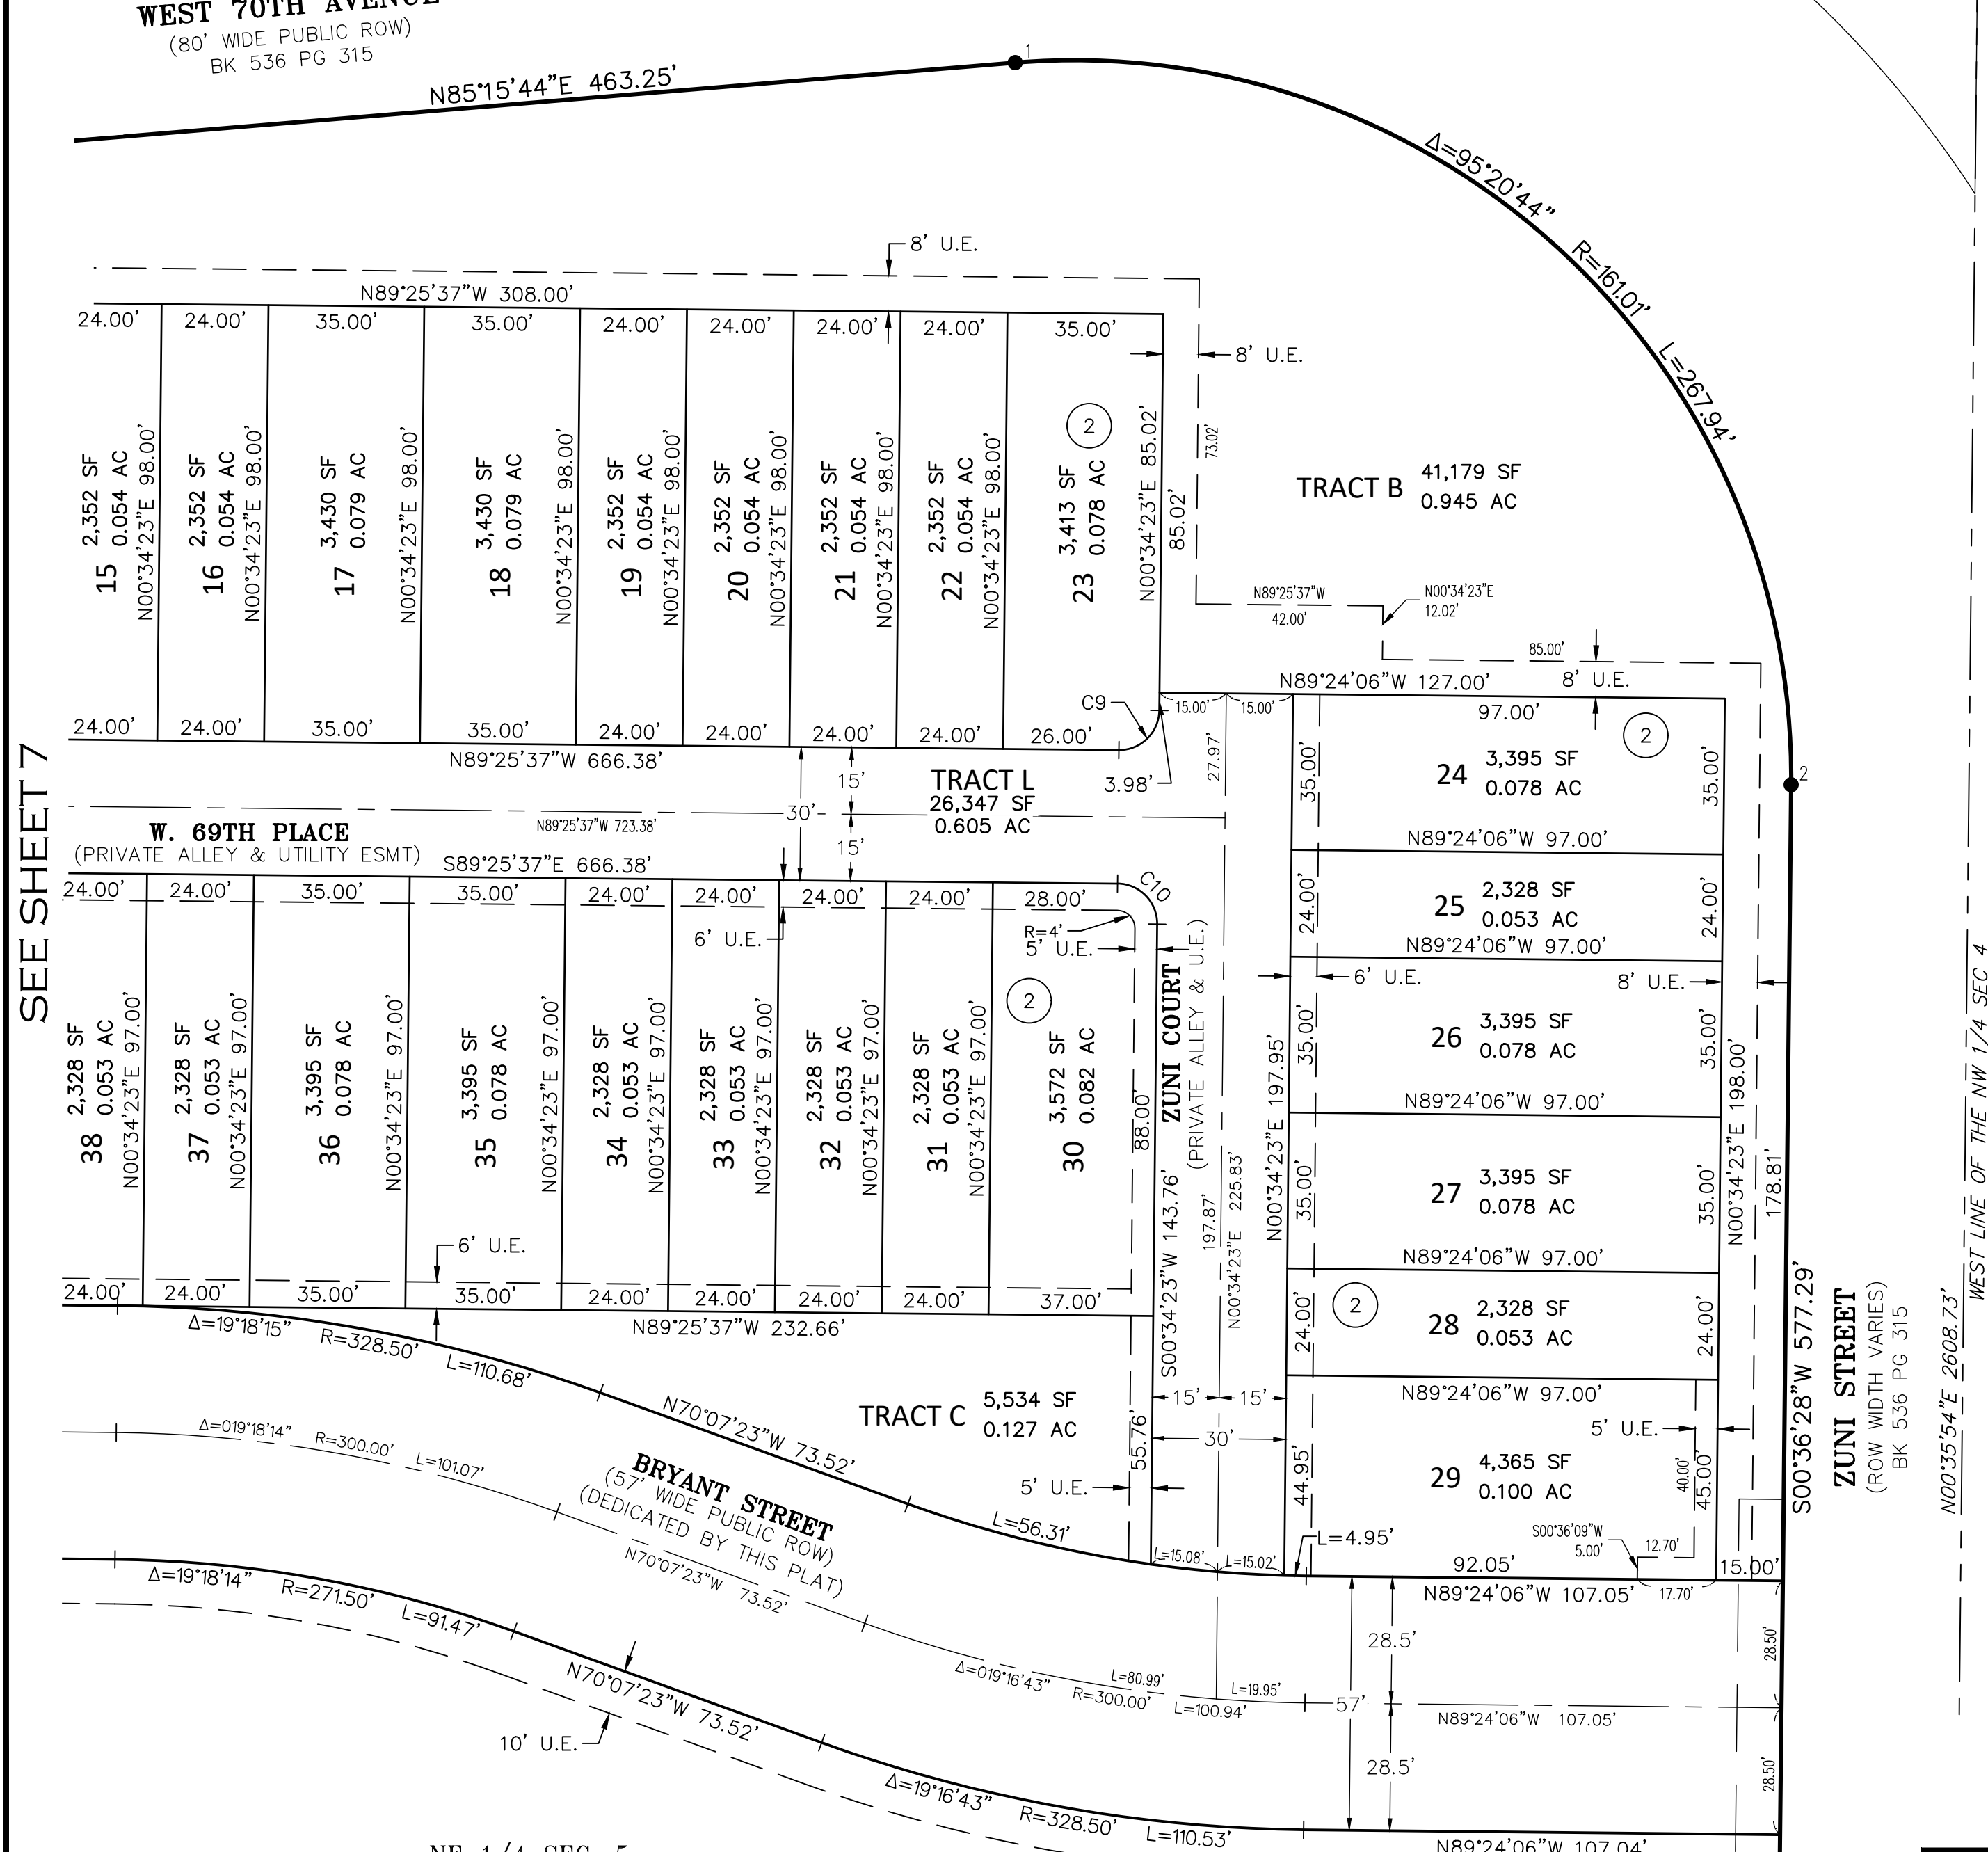 WEST 70TH AVENUE
(80' WIDE PUBLIC ROW)
BK 536 PG 315
N85°15'44"E 463.25'
1
Δ=95°20'44"
R=161.01'
L=267.94'
2
8' U.E.
N89°25'37"W 308.00'
24.00'
24.00'
35.00'
35.00'
24.00'
24.00'
24.00'
24.00'
35.00'
8' U.E.
15 2,352 SF
0.054 AC
N00°34'23"E 98.00'
16 2,352 SF
0.054 AC
N00°34'23"E 98.00'
17 3,430 SF
0.079 AC
N00°34'23"E 98.00'
18 3,430 SF
0.079 AC
N00°34'23"E 98.00'
19 2,352 SF
0.054 AC
N00°34'23"E 98.00'
20 2,352 SF
0.054 AC
N00°34'23"E 98.00'
21 2,352 SF
0.054 AC
N00°34'23"E 98.00'
22 2,352 SF
0.054 AC
N00°34'23"E 98.00'
2
23 3,413 SF
0.078 AC
N00°34'23"E 85.02'
85.02'
73.02'
TRACT B 41,179 SF
0.945 AC
N89°25'37"W
42.00'
N00°34'23"E
12.02'
85.00'
N89°24'06"W 127.00'
8' U.E.
24.00'
24.00'
35.00'
35.00'
24.00'
24.00'
24.00'
24.00'
26.00'
C9
15.00'
15.00'
27.97'
3.98'
N89°25'37"W 666.38'
SEE SHEET 7
15'
30'
15'
TRACT L
26,347 SF
0.605 AC
N89°25'37"W 723.38'
W. 69TH PLACE
(PRIVATE ALLEY & UTILITY ESMT)
S89°25'37"E 666.38'
97.00'
2
35.00'
24 3,395 SF
0.078 AC
35.00'
N89°24'06"W 97.00'
24.00'
25 2,328 SF
0.053 AC
24.00'
N89°24'06"W 97.00'
6' U.E.
8' U.E.
35.00'
26 3,395 SF
0.078 AC
35.00'
N89°24'06"W 97.00'
35.00'
27 3,395 SF
0.078 AC
35.00'
N89°24'06"W 97.00'
24.00'
2
28 2,328 SF
0.053 AC
24.00'
N89°24'06"W 97.00'
44.95'
29 4,365 SF
0.100 AC
5' U.E.
40.00'
45.00'
S00°36'09"W
5.00'
12.70'
17.70'
15.00'
92.05'
L=4.95'
N89°24'06"W 107.05'
N00°34'23"E 197.95'
N00°34'23"E 198.00'
178.81'
24.00'
24.00'
35.00'
35.00'
24.00'
24.00'
24.00'
24.00'
28.00'
C10
R=4'
5' U.E.
6' U.E.
38 2,328 SF
0.053 AC
N00°34'23"E 97.00'
37 2,328 SF
0.053 AC
N00°34'23"E 97.00'
36 3,395 SF
0.078 AC
N00°34'23"E 97.00'
35 3,395 SF
0.078 AC
N00°34'23"E 97.00'
34 2,328 SF
0.053 AC
N00°34'23"E 97.00'
33 2,328 SF
0.053 AC
N00°34'23"E 97.00'
32 2,328 SF
0.053 AC
N00°34'23"E 97.00'
31 2,328 SF
0.053 AC
N00°34'23"E 97.00'
2
30 3,572 SF
0.082 AC
88.00'
ZUNI COURT
(PRIVATE ALLEY & U.E.)
S00°34'23"W 143.76'
197.87'
N00°34'23"E 225.83'
6' U.E.
24.00'
24.00'
35.00'
35.00'
24.00'
24.00'
24.00'
24.00'
37.00'
N89°25'37"W 232.66'
Δ=19°18'15"
R=328.50'
L=110.68'
N70°07'23"W 73.52'
L=56.31'
TRACT C 5,534 SF
0.127 AC
55.76'
5' U.E.
15'
15'
30'
L=15.08'
L=15.02'
Δ=019°18'14"
R=300.00'
L=101.07'
BRYANT STREET
(57' WIDE PUBLIC ROW)
(DEDICATED BY THIS PLAT)
N70°07'23"W 73.52'
Δ=019°16'43"
R=300.00'
L=100.94'
L=80.99'
L=19.95'
57'
28.5'
28.5'
N89°24'06"W 107.05'
28.50'
28.50'
Δ=19°18'14"
R=271.50'
L=91.47'
N70°07'23"W 73.52'
10' U.E.
Δ=19°16'43"
R=328.50'
L=110.53'
N89°24'06"W 107.04'
S00°36'28"W 577.29'
ZUNI STREET
(ROW WIDTH VARIES)
BK 536 PG 315
N00°35'54"E 2608.73'
WEST LINE OF THE NW 1/4 SEC 4
NE 1/4 SEC. 5